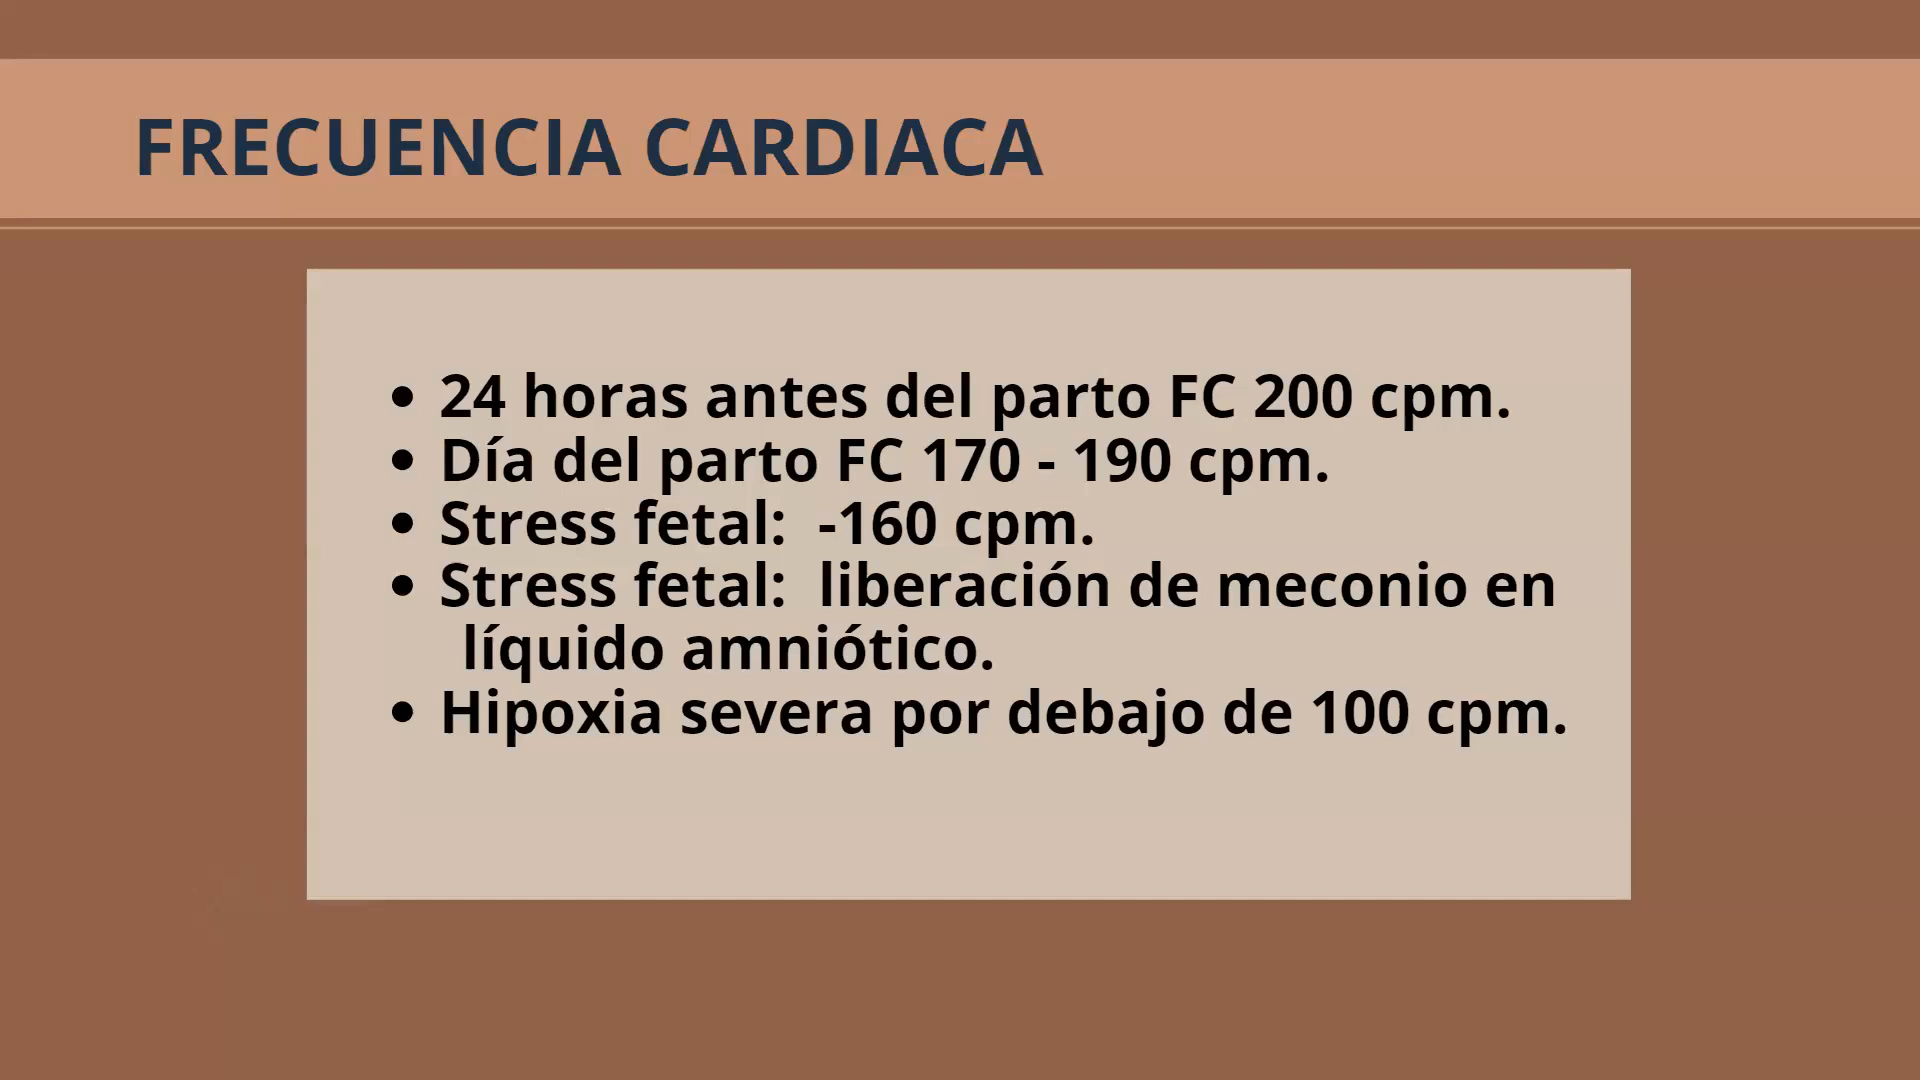 FRECUENCIA CARDIACA
• 24 horas antes del parto FC 200 cpm.
• Día del parto FC 170 - 190 cpm.
• Stress fetal:  -160 cpm.
• Stress fetal:  liberación de meconio en
líquido amniótico.
• Hipoxia severa por debajo de 100 cpm.